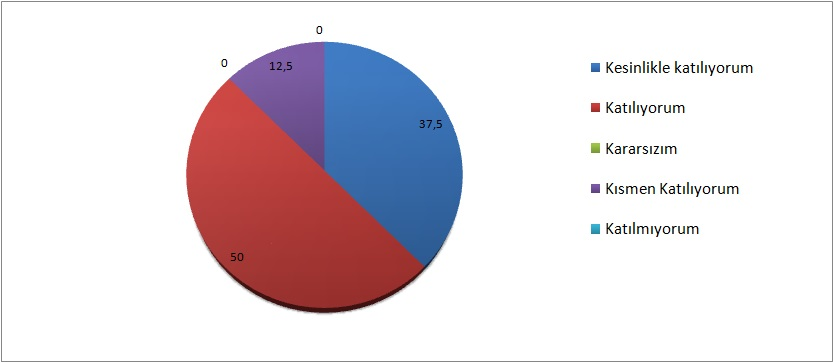 0
0
12,5
37,5
50
Kesinlikle katılıyorum
Katılıyorum
Kararsızım
Kısmen Katılıyorum
Katılmıyorum